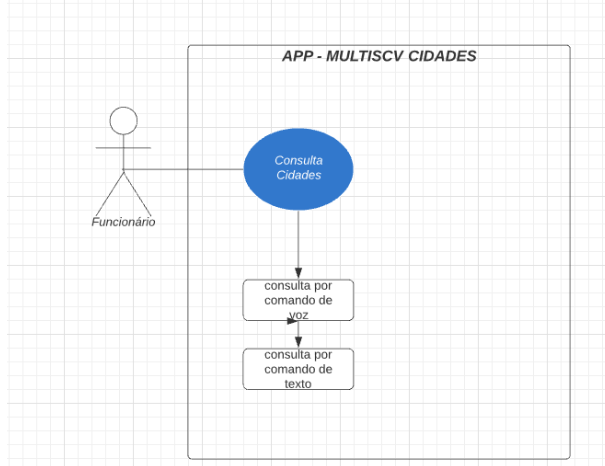 APP - MULTISCV CIDADES
Consulta
Cidades
Funcionário
consulta por
comando de
voz
consulta por
comando de
texto